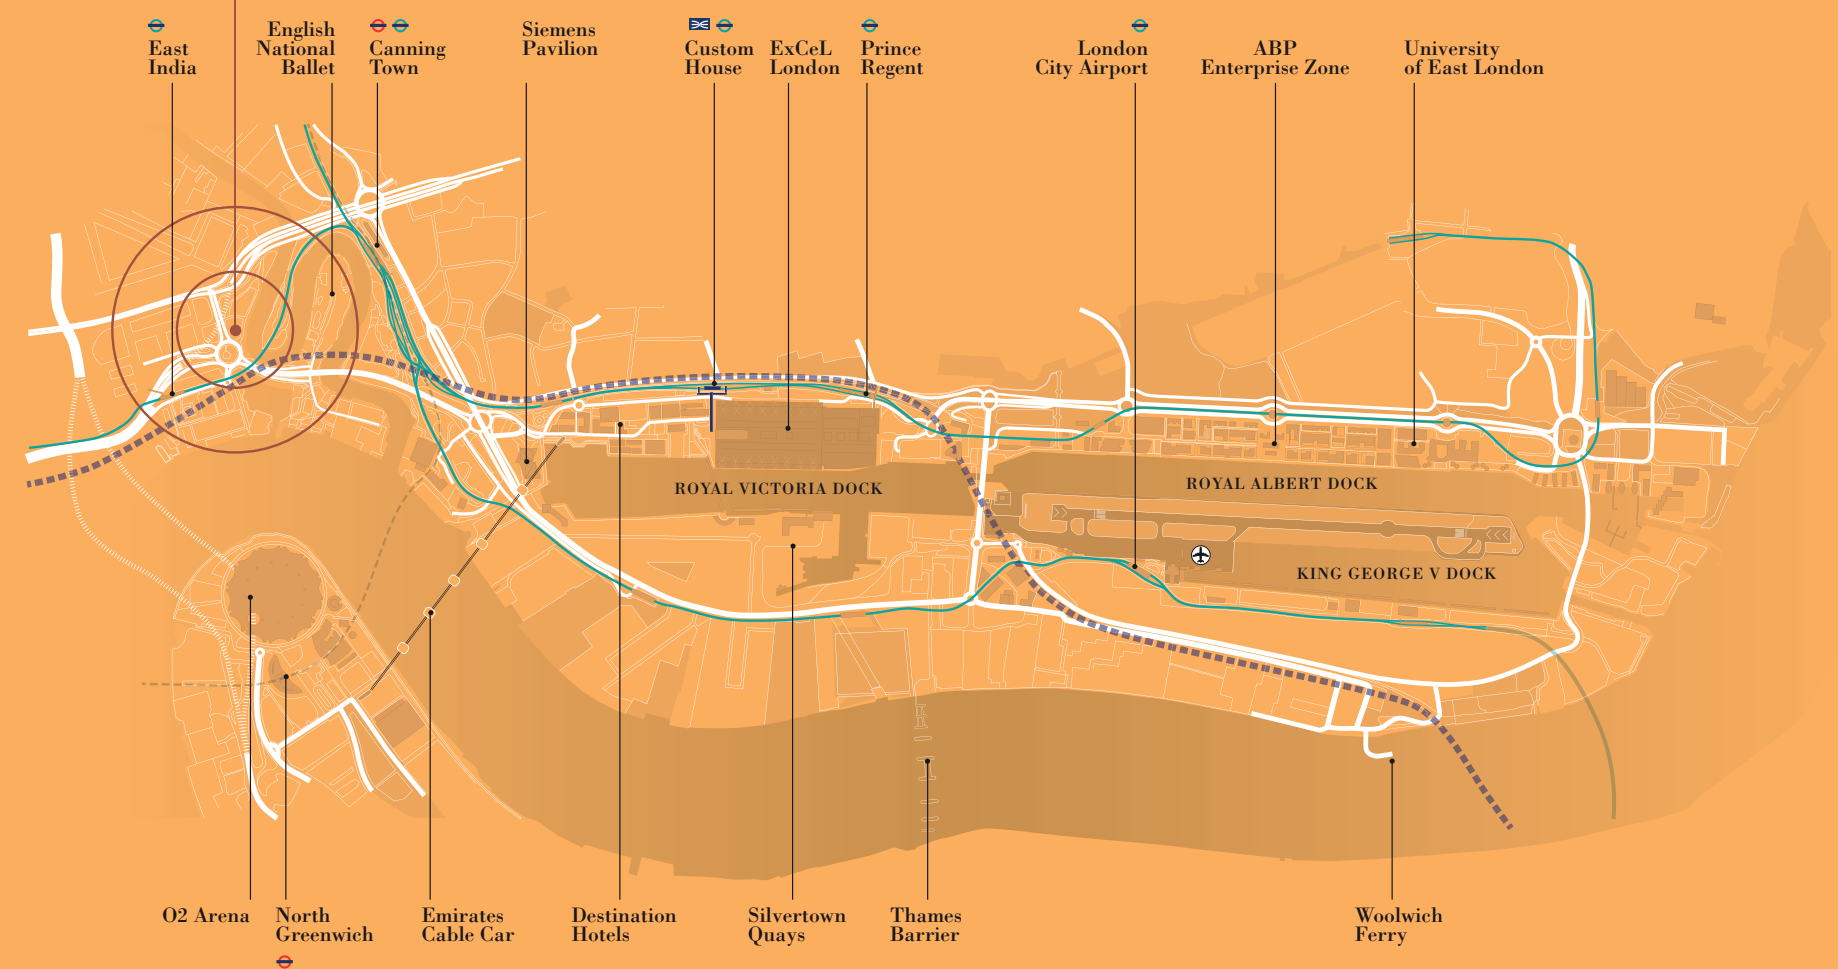 East
India
English
National
Ballet
Canning
Town
Siemens
Pavilion
Custom
House
ExCeL
London
Prince
Regent
London
City Airport
ABP
Enterprise Zone
University
of East London
ROYAL VICTORIA DOCK
ROYAL ALBERT DOCK
KING GEORGE V DOCK
O2 Arena
North
Greenwich
Emirates
Cable Car
Destination
Hotels
Silvertown
Quays
Thames
Barrier
Woolwich
Ferry